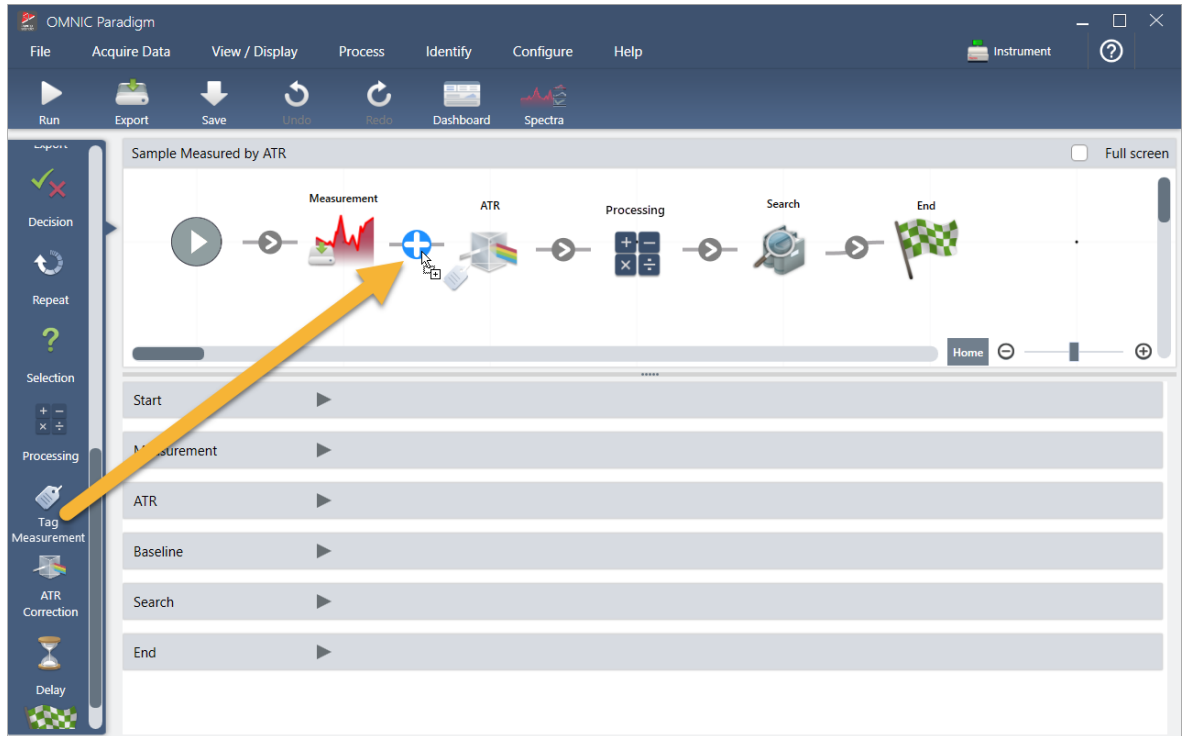 OMNIC Paradigm
File Acquire Data View / Display Process Identify Configure Help Instrument
Run Export Save Undo Redo Dashboard Spectra
Export
Decision
Repeat
Selection
Processing
Tag
Measurement
ATR
Correction
Delay
Sample Measured by ATR Full screen
Measurement ATR Processing Search End
Home
Start
Measurement
ATR
Baseline
Search
End